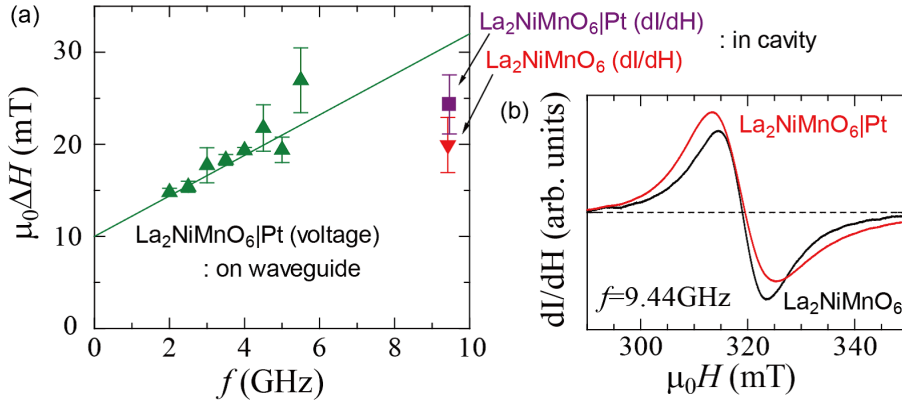 (a)
μ₀ΔH (mT)
30
20
10
0
0
2
4
6
8
10
f (GHz)
La₂NiMnO₆|Pt (voltage)
: on waveguide
La₂NiMnO₆|Pt (dI/dH)
La₂NiMnO₆ (dI/dH)
: in cavity
(b)
dI/dH (arb. units)
La₂NiMnO₆|Pt
f=9.44GHz
La₂NiMnO₆
300
320
340
μ₀H (mT)